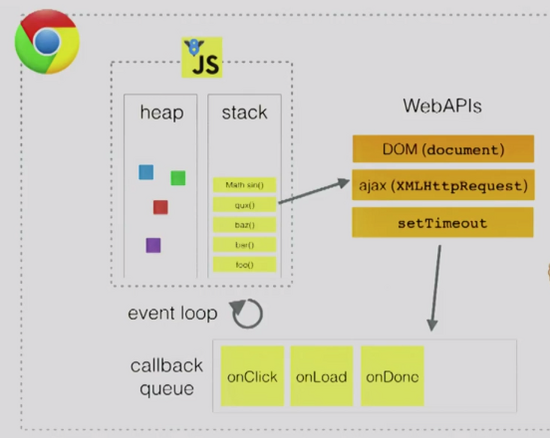 JS
heap
stack
WebAPIs
Math sin()
qux()
baz()
bar()
foo()
DOM (document)
ajax (XMLHttpRequest)
setTimeout
event loop
callback
queue
onClick
onLoad
onDone